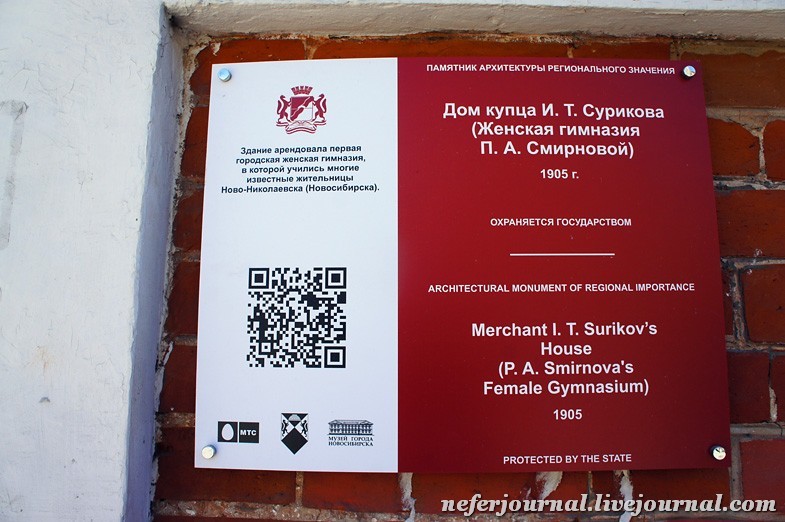 Здание арендовала первая
городская женская гимназия,
в которой учились многие
известные жительницы
Ново-Николаевска (Новосибирска).
МТС
МУЗЕЙ ГОРОДА
НОВОСИБИРСКА
ПАМЯТНИК АРХИТЕКТУРЫ РЕГИОНАЛЬНОГО ЗНАЧЕНИЯ
Дом купца И. Т. Сурикова
(Женская гимназия
П. А. Смирновой)
1905 г.
ОХРАНЯЕТСЯ ГОСУДАРСТВОМ
ARCHITECTURAL MONUMENT OF REGIONAL IMPORTANCE
Merchant I. T. Surikov’s
House
(P. A. Smirnova's
Female Gymnasium)
1905
PROTECTED BY THE STATE
neferjournal.livejournal.com